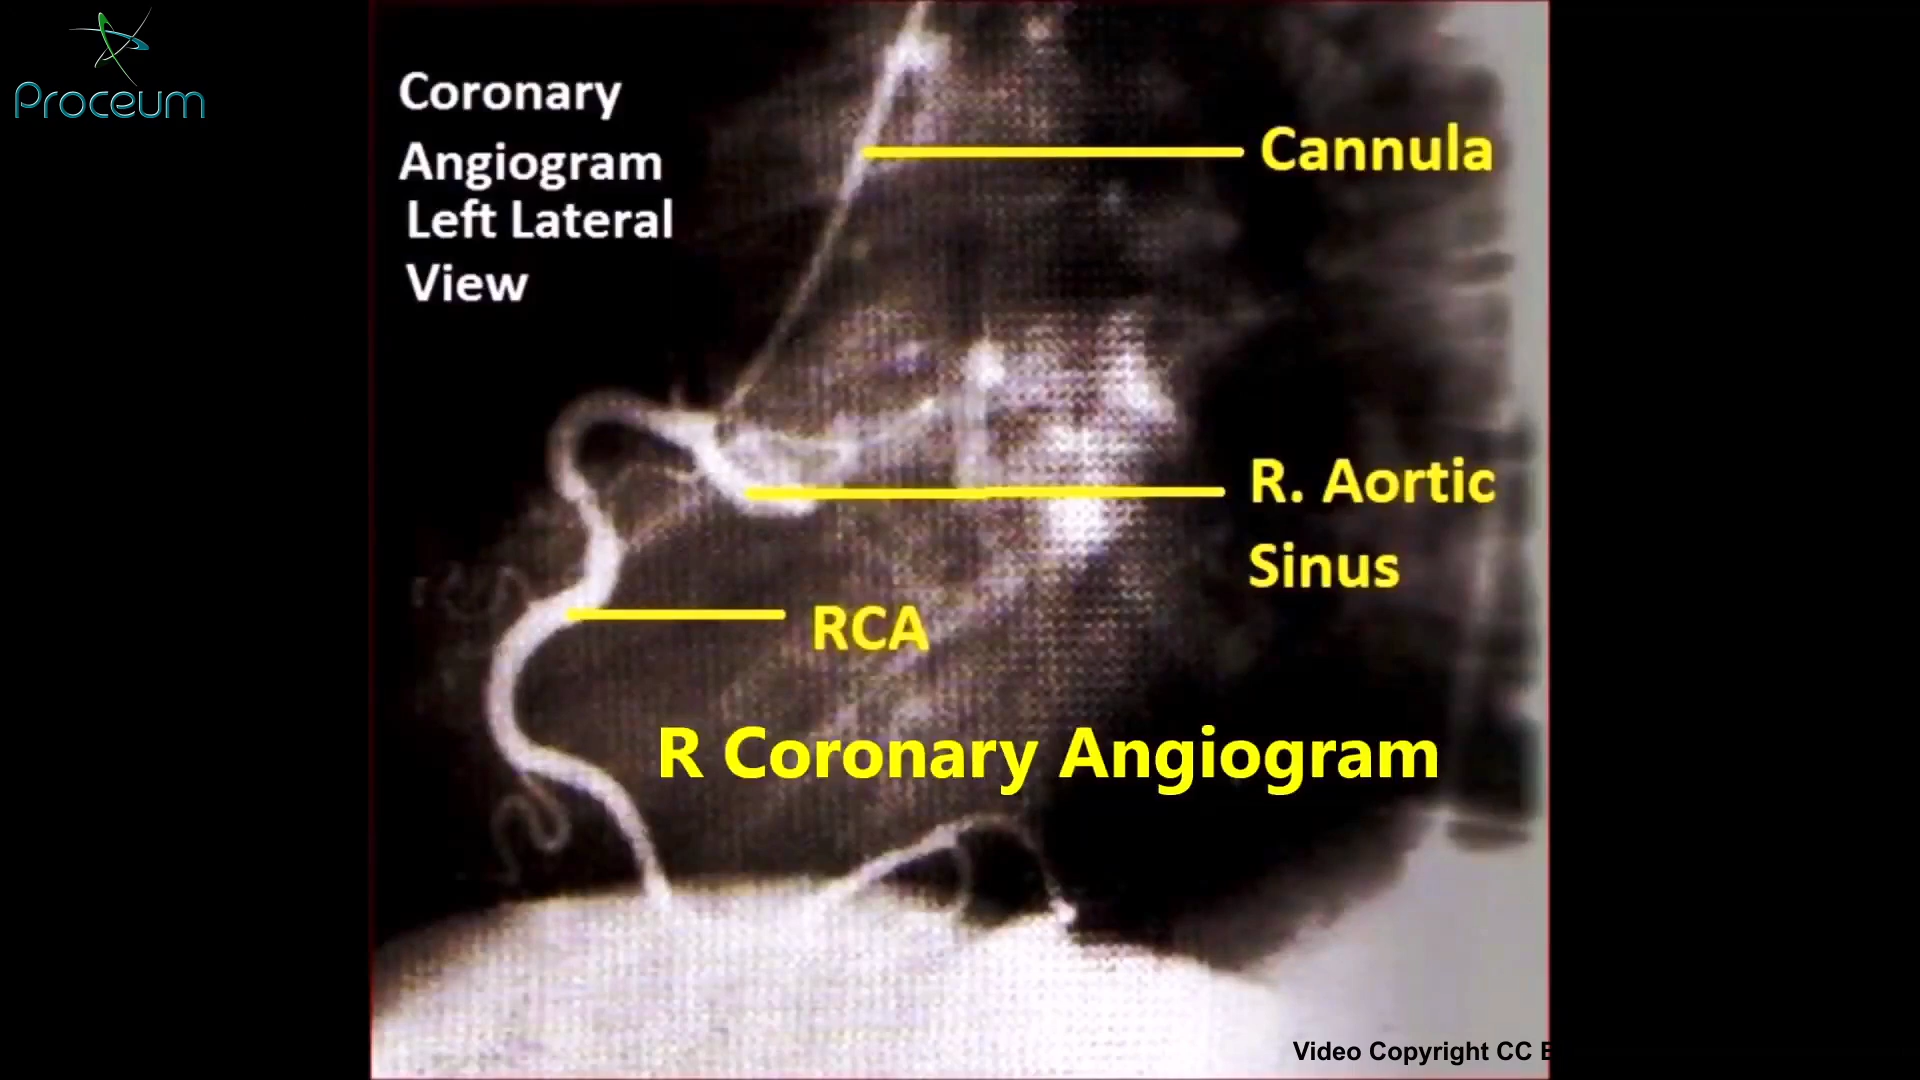 Proceum
Coronary
Angiogram
Left Lateral
View
Cannula
R. Aortic
Sinus
RCA
R Coronary Angiogram
Video Copyright CC